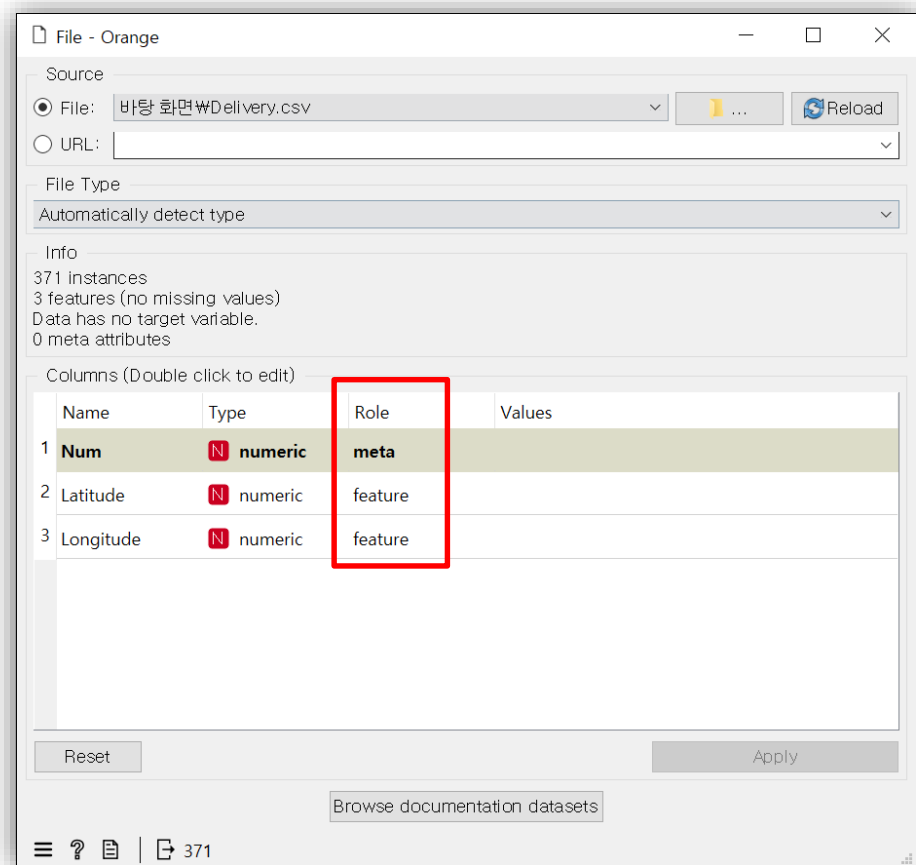 File - Orange
Source
File: 바탕 화면₩Delivery.csv ... Reload
URL:
File Type
Automatically detect type
Info
371 instances
3 features (no missing values)
Data has no target variable.
0 meta attributes
Columns (Double click to edit)
Name Type Role Values
1 Num N numeric meta
2 Latitude N numeric feature
3 Longitude N numeric feature
Reset Apply
Browse documentation datasets
? 371